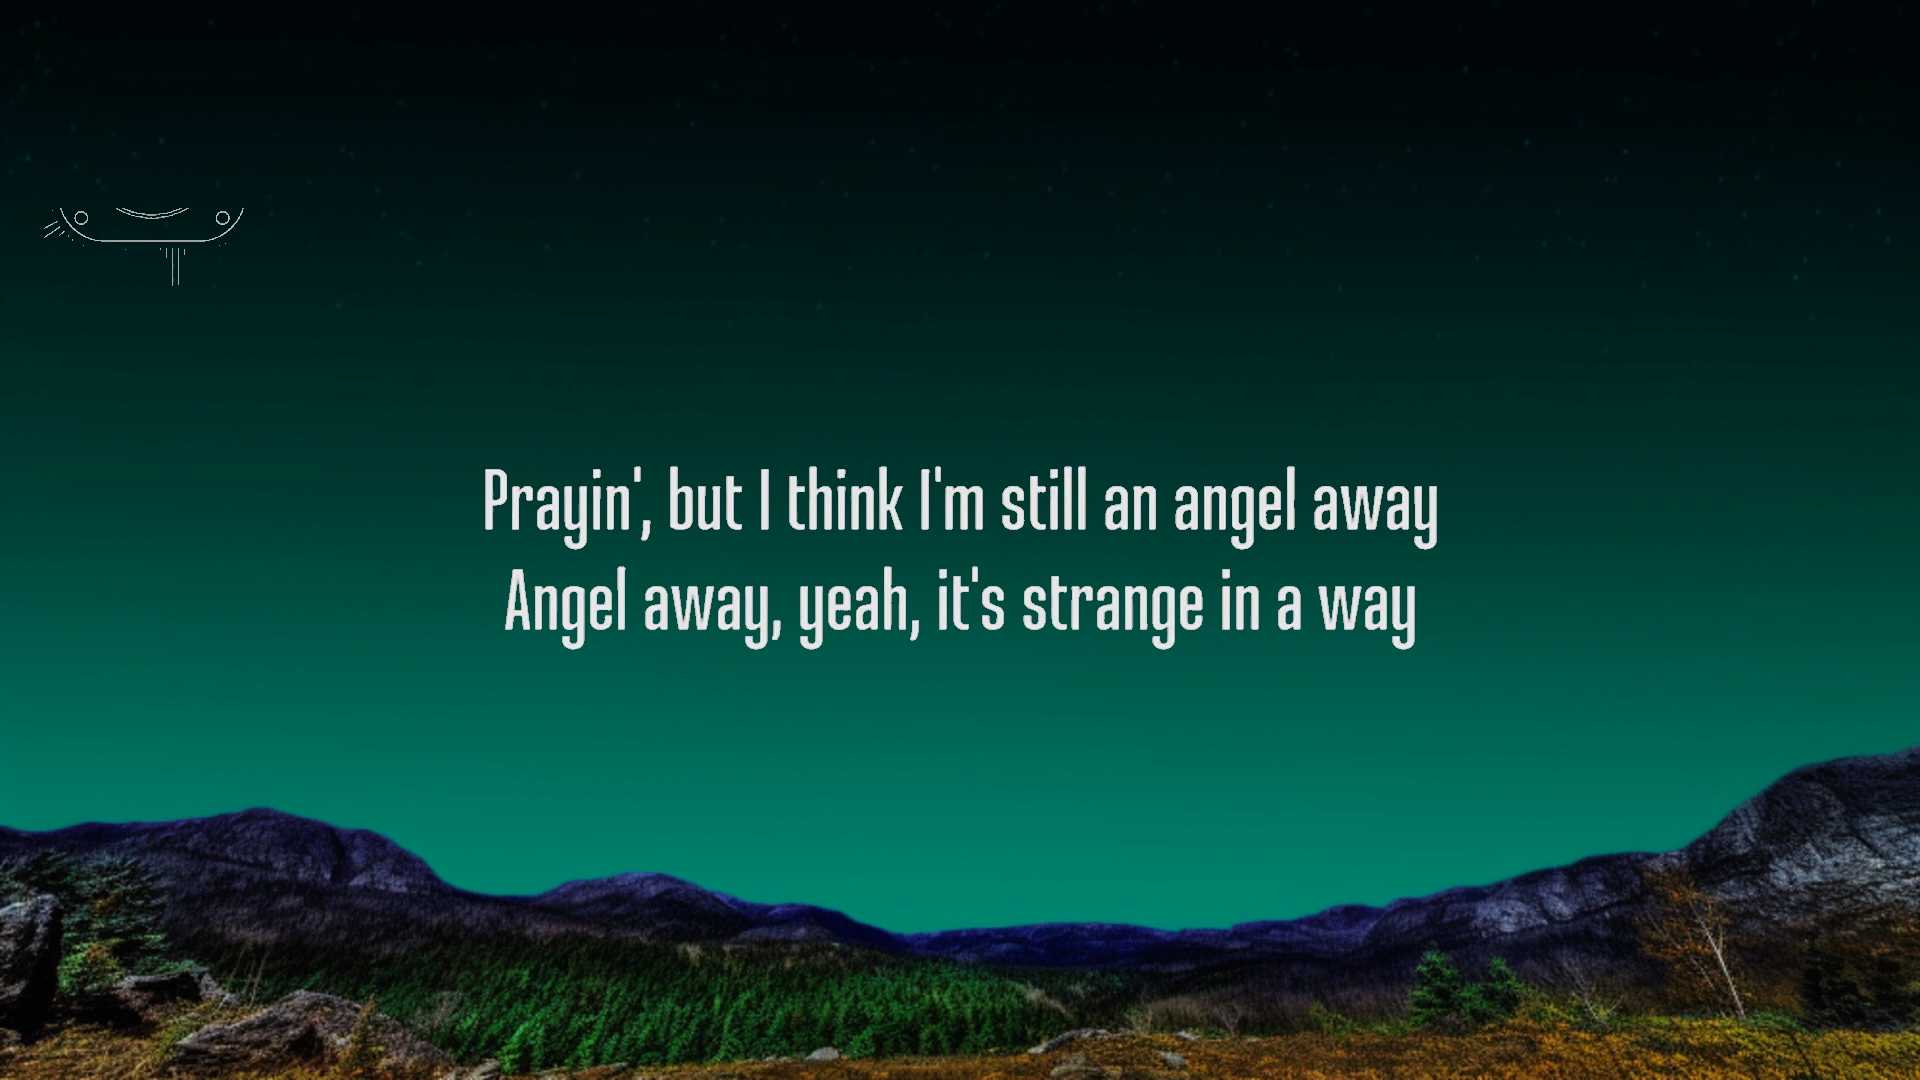 Prayin', but I think I'm still an angel away
Angel away, yeah, it's strange in a way